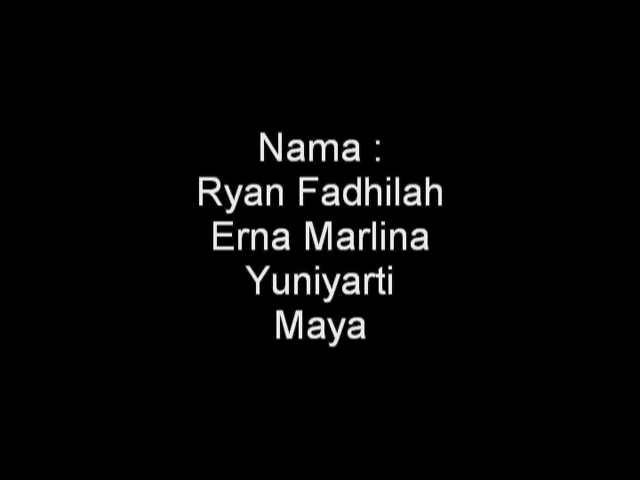 Nama :
Ryan Fadhilah
Erna Marlina
Yuniyarti
Maya